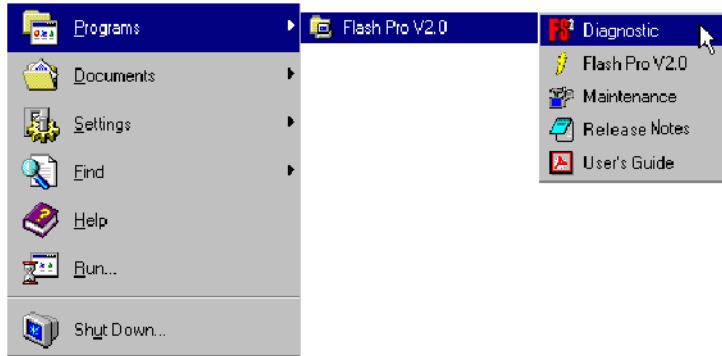 Programs
Documents
Settings
Find
Help
Run...
Shut Down...
Flash Pro V2.0
FS2 Diagnostic
Flash Pro V2.0
Maintenance
Release Notes
User's Guide